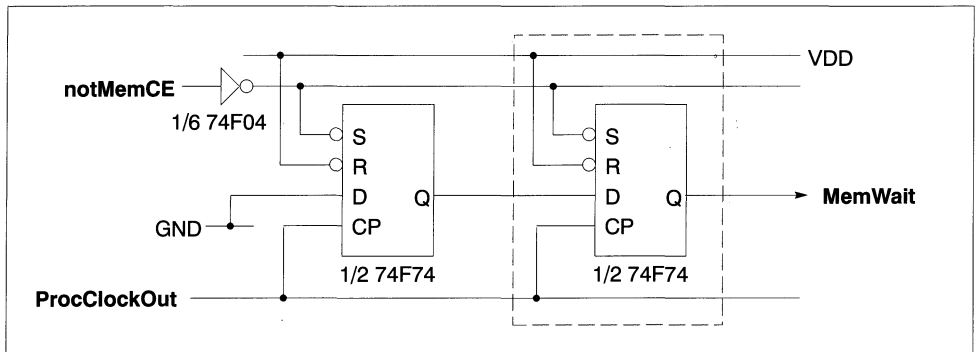 VDD
notMemCE
1/6 74F04
S
R
D Q
CP
1/2 74F74
S
R
D Q
CP
1/2 74F74
MemWait
GND
ProcClockOut